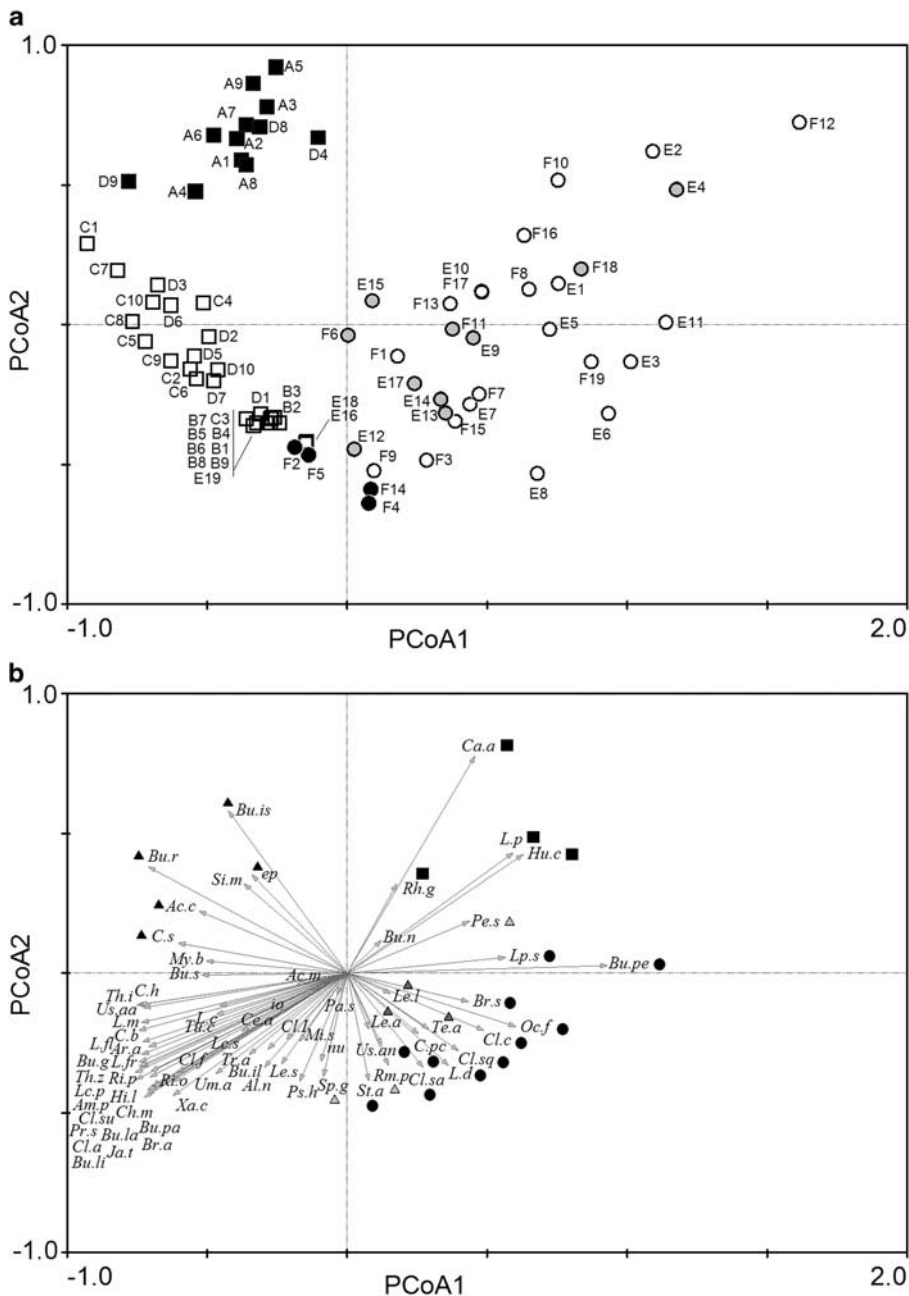 a
1.0
A5
A9
A3
A7
D8
F12
A6
A2
D4
E2
A1
F10
A8
E4
D9
A4
C1
F16
C7
D3
E10
F8
F18
C10
C4
E15
F17
E1
D6
F13
C8
F11
E5
E11
D2
F6
C5
E9
D5
F1
C9
D10
F19
E3
C2
E17
C6
D7
F7
E14
D1
B3
E13
E7
B2
E18
F15
E6
B7 C3
E16
B5 B4
E12
B6 B1
F2
F9
F3
B8 B9
F5
E8
E19
F14
F4
PCoA2
-1.0
-1.0
PCoA1
2.0
b
1.0
Ca.a
Bu.is
L.p
Bu.r
Hu.c
ep
Si.m
Rh.g
Ac.c
Pe.s
C.s
Bu.n
Lp.s
My.b
Bu.pe
Bu.s
Ac.m
Th.i
C.h
Le.l
Us.aa
io
Pa.s
Br.s
L.m
L.c
Th.c
Ce.a
Le.a
Te.a
Oc.f
C.b
Cl.l
Mi.s
Cl.c
L.fl
Ar.a
Lc.s
nu
Us.an
C.pc
Bu.g
L.fr
Cl.f
Tr.a
Cl.sq
Th.z
Ri.p
Ri.o
Bu.il
Le.s
Rm.p
L.d
Lc.p
Hi.l
Um.a
Al.n
Ps.h
Sp.g
St.a
Cl.sa
Am.p
Ch.m
Xa.c
Cl.su
Pr.s
Bu.la
Bu.pa
Cl.a
Ja.t
Br.a
Bu.li
PCoA2
-1.0
-1.0
PCoA1
2.0